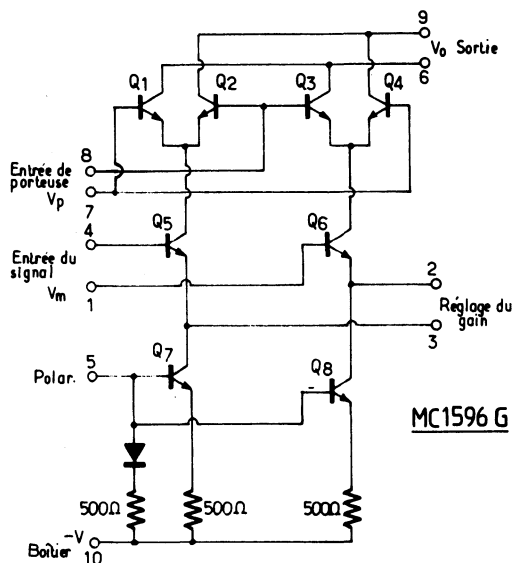 9
V₀ Sortie
6
Q1
Q2
Q3
Q4
8
Entrée de
porteuse
Vp
7
4
Q5
Q6
Entrée du
signal
Vm
1
2
Réglage du
gain
3
5
Polar.
Q7
Q8
MC1596 G
500Ω
500Ω
500Ω
-V
Boîtier
10